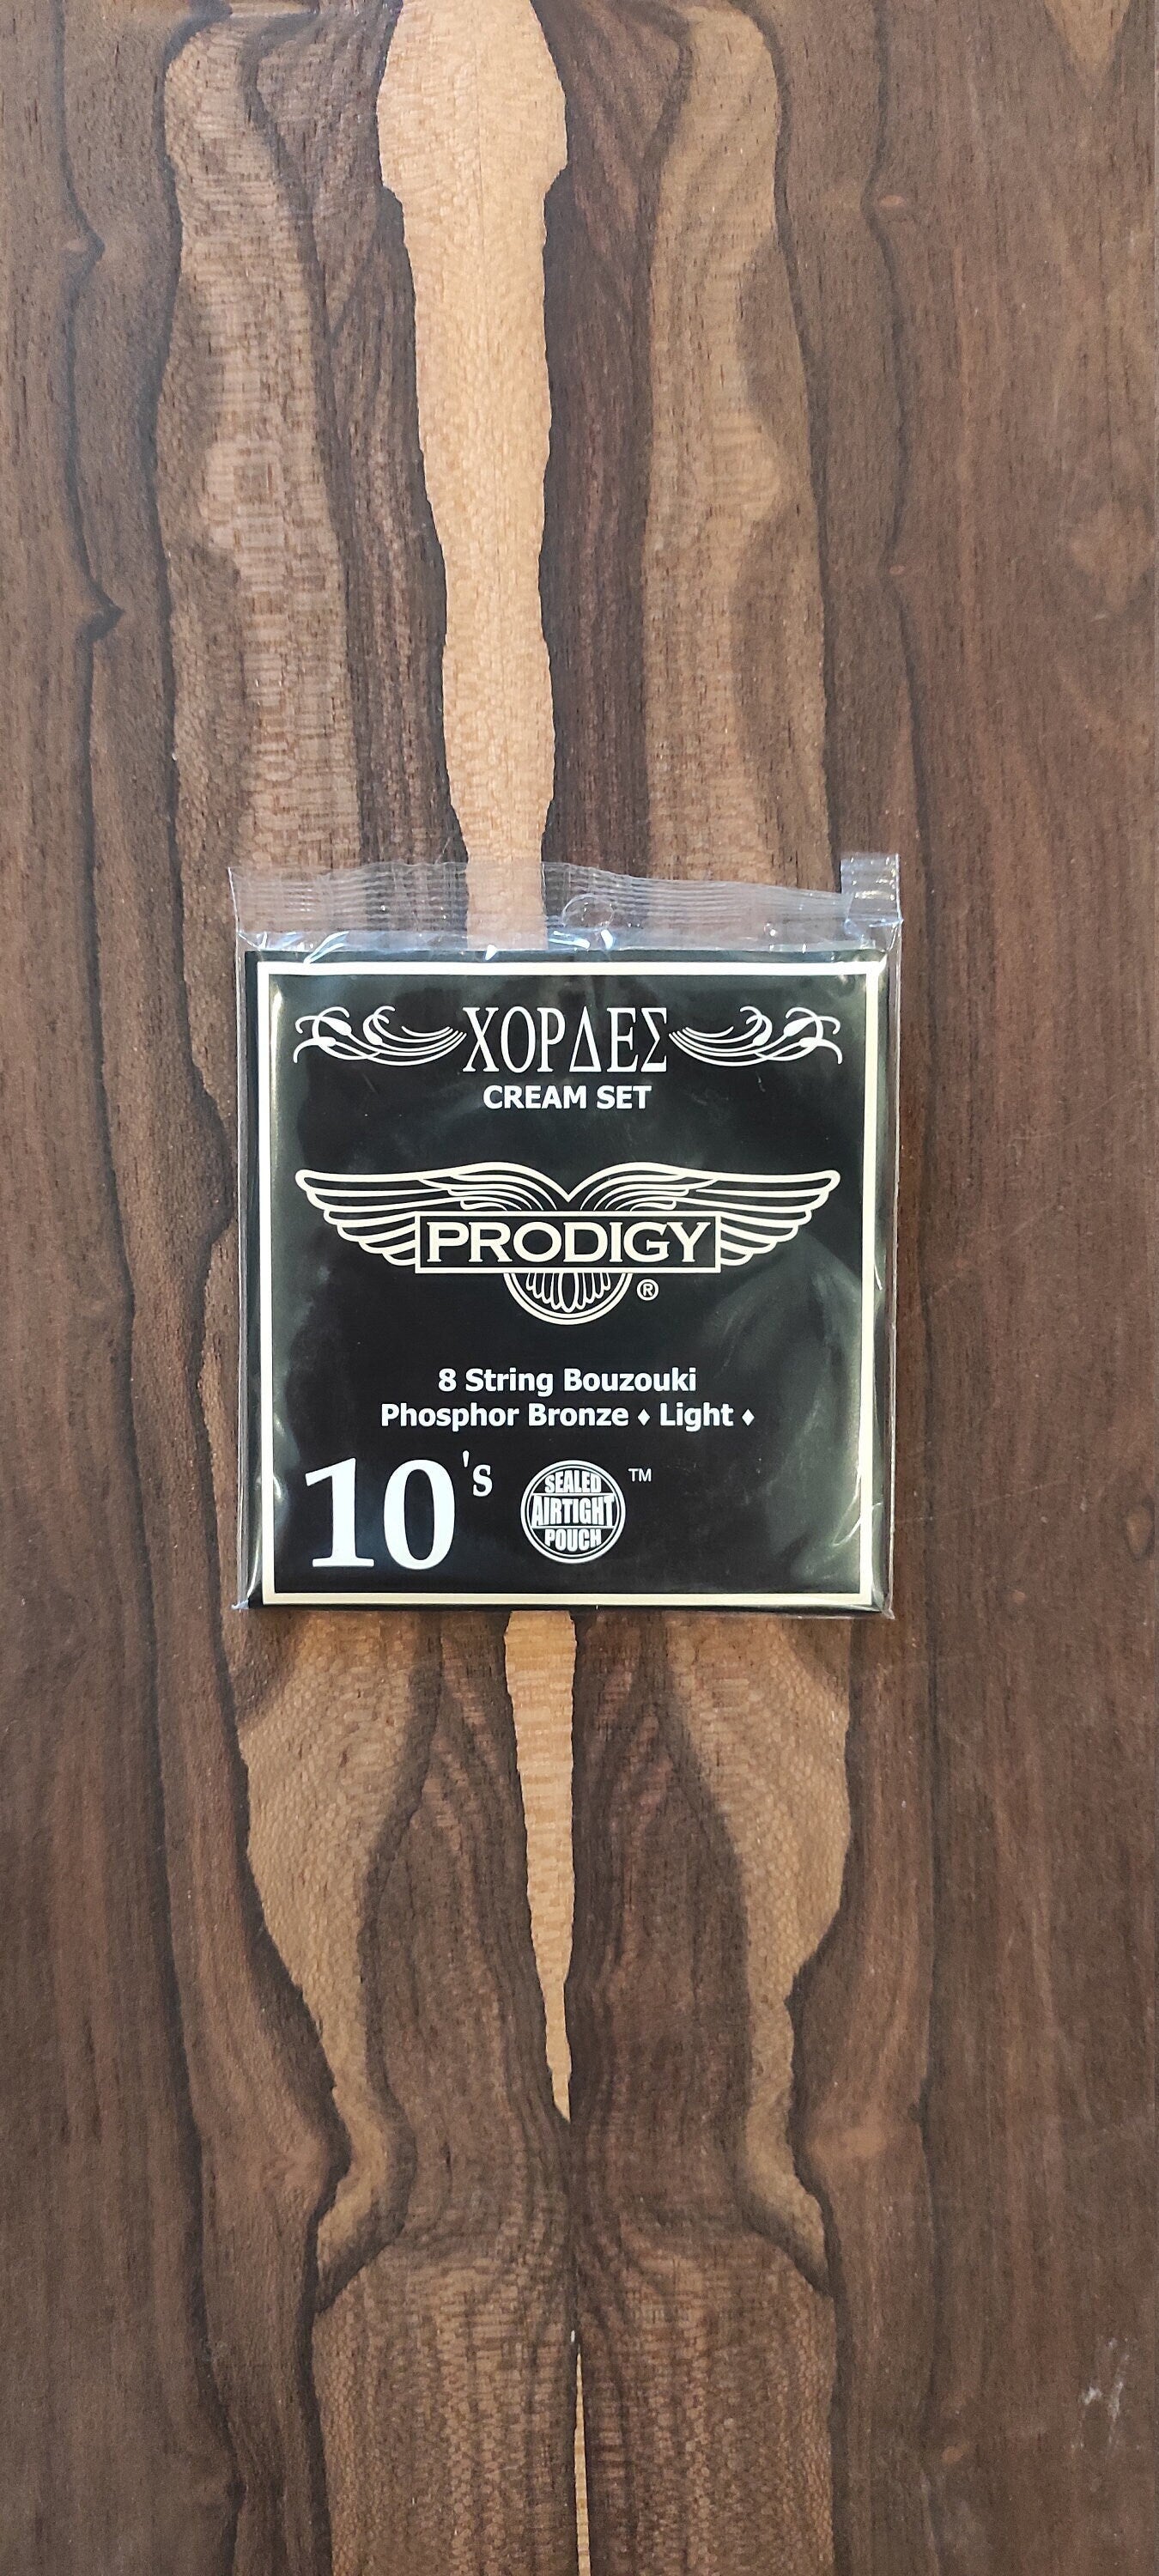 ΧΟΡΔΕΣ
CREAM SET
PRODIGY
®
8 String Bouzouki
Phosphor Bronze ♦ Light ♦
10's
SEALED
AIRTIGHT
POUCH
™